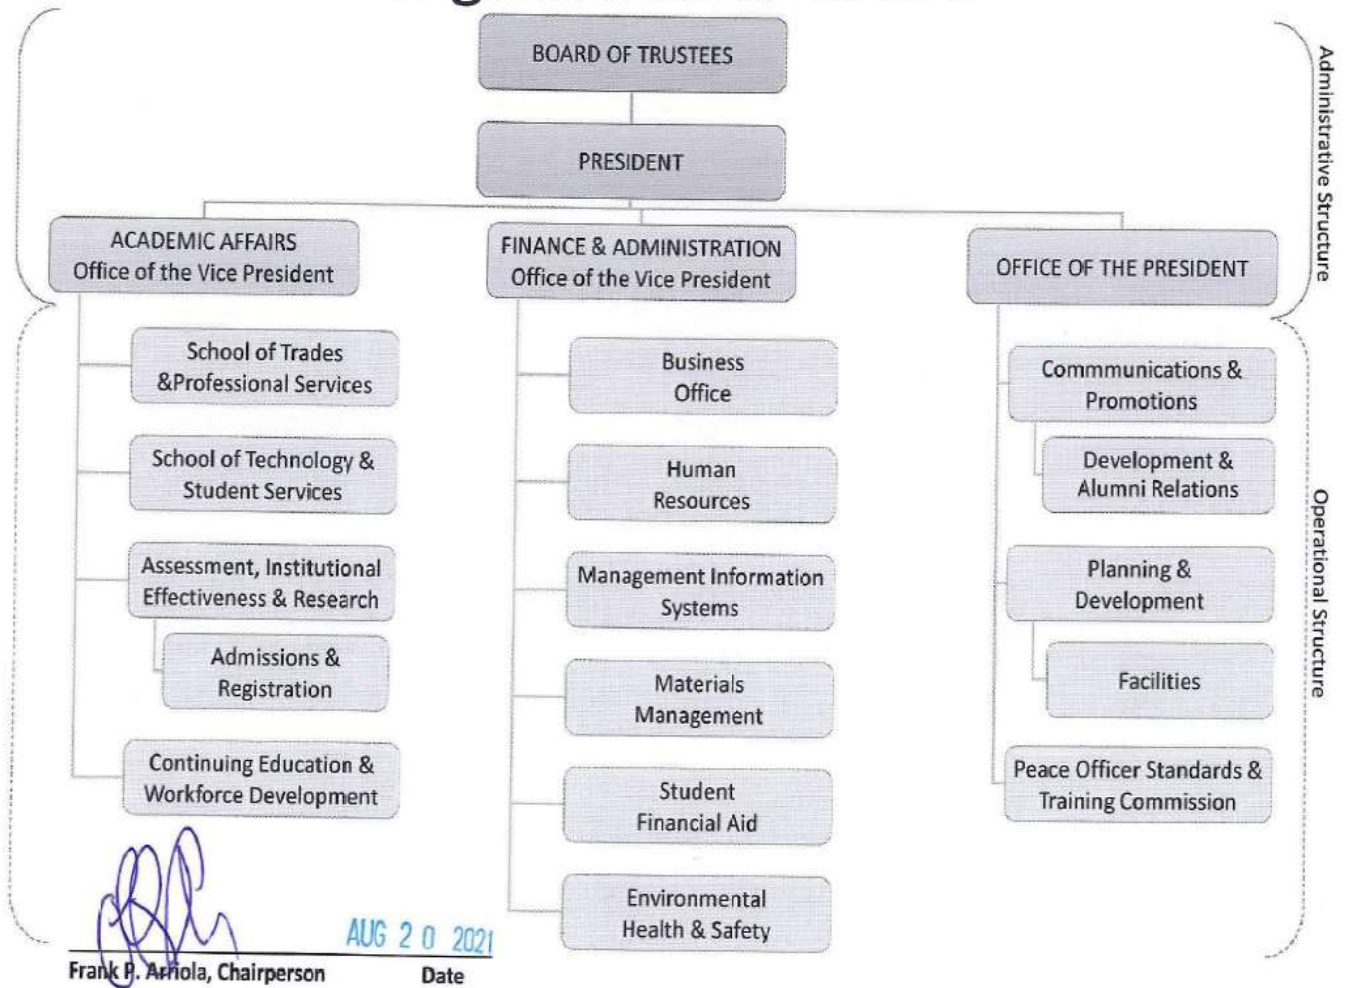 BOARD OF TRUSTEES
PRESIDENT
ACADEMIC AFFAIRS
Office of the Vice President
FINANCE & ADMINISTRATION
Office of the Vice President
OFFICE OF THE PRESIDENT
Administrative Structure
School of Trades
&Professional Services
School of Technology &
Student Services
Assessment, Institutional
Effectiveness & Research
Admissions &
Registration
Continuing Education &
Workforce Development
Business
Office
Human
Resources
Management Information
Systems
Materials
Management
Student
Financial Aid
Environmental
Health & Safety
Commmunications &
Promotions
Development &
Alumni Relations
Planning &
Development
Facilities
Peace Officer Standards &
Training Commission
Operational Structure
AUG 20 2021
Frank P. Arriola, Chairperson
Date